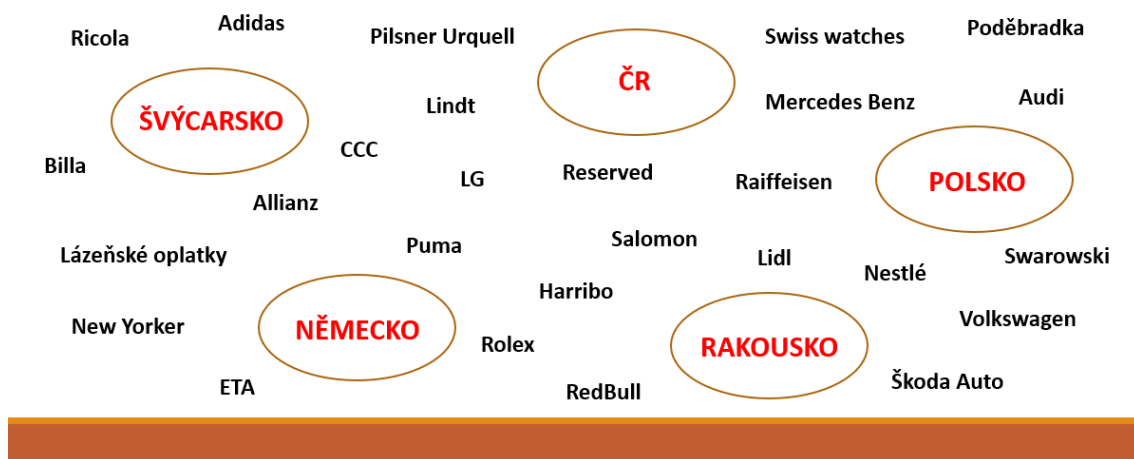 Ricola
Adidas
Pilsner Urquell
Swiss watches
Poděbradka
ČR
Lindt
Mercedes Benz
Audi
ŠVÝCARSKO
CCC
Billa
LG
Reserved
Raiffeisen
POLSKO
Allianz
Puma
Salomon
Lázeňské oplatky
Lidl
Nestlé
Swarowski
Harribo
New Yorker
NĚMECKO
Rolex
RAKOUSKO
Volkswagen
ETA
RedBull
Škoda Auto